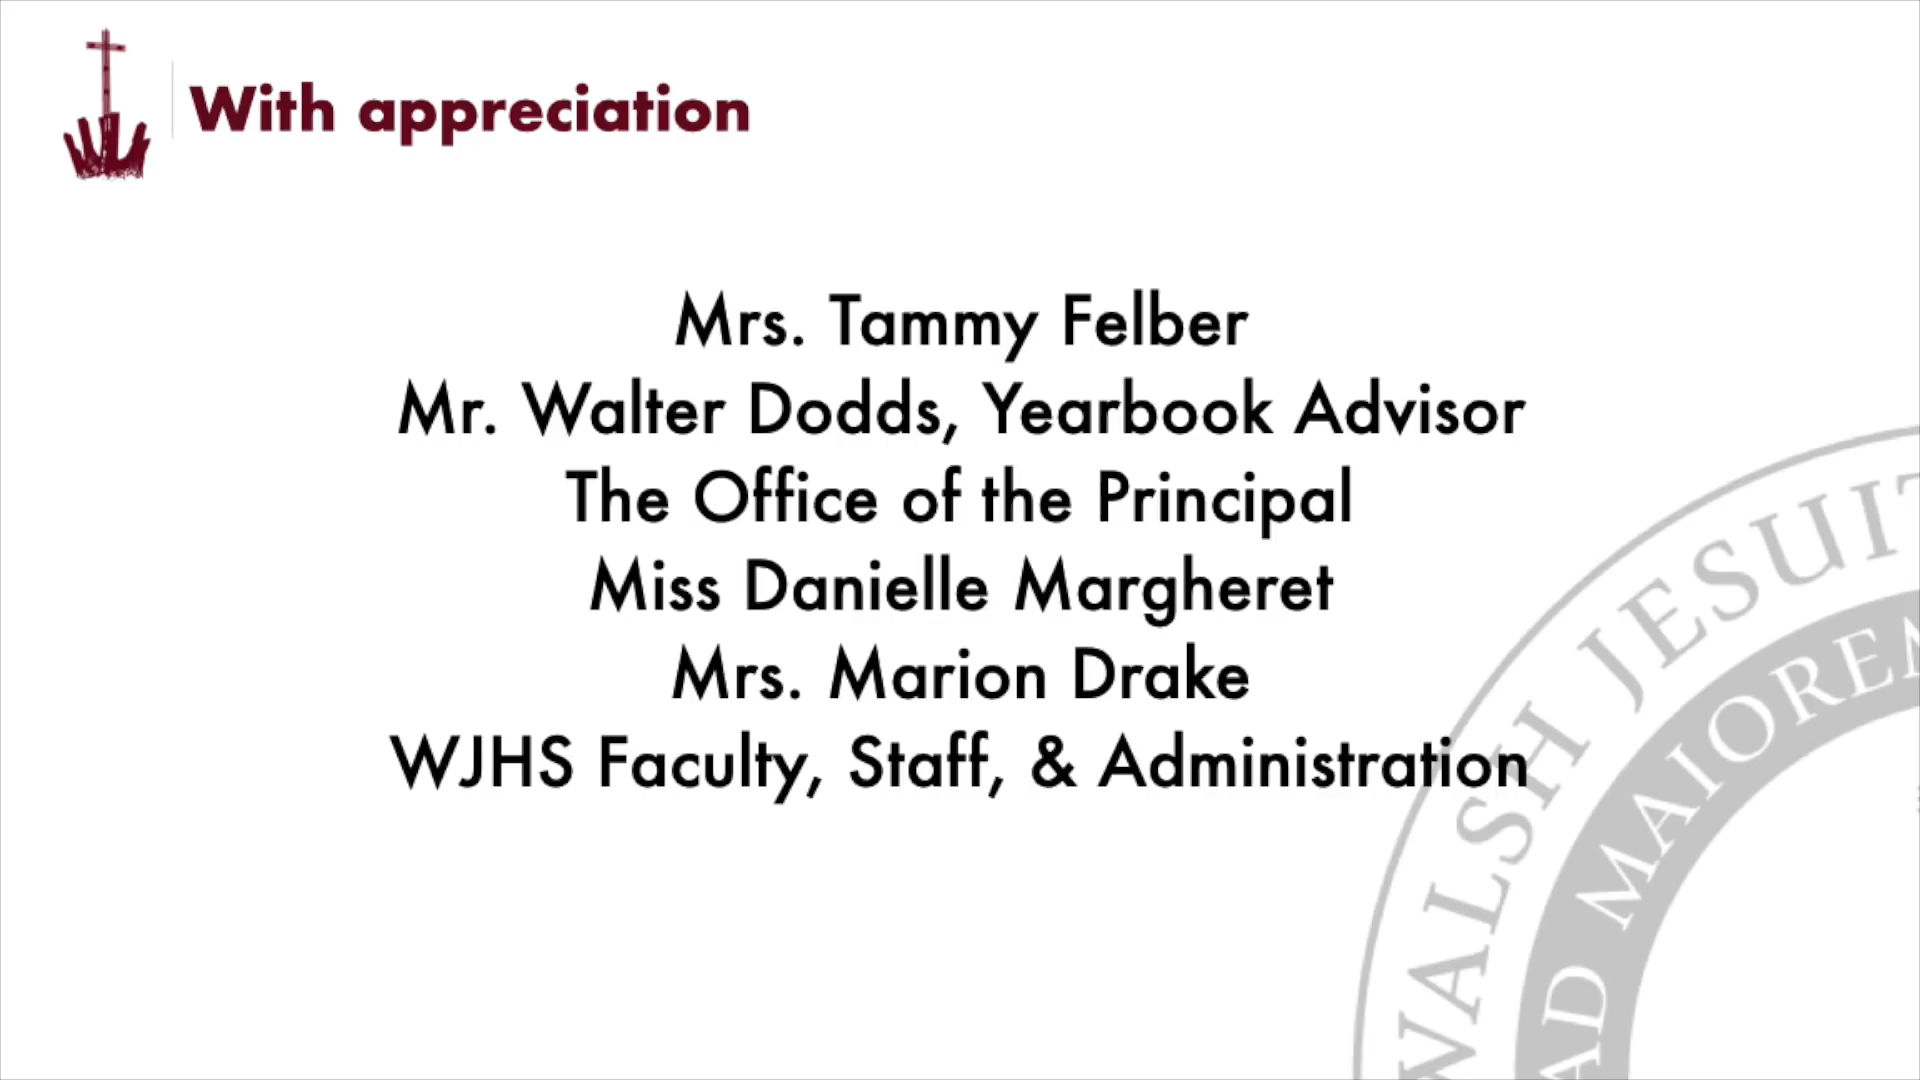 With appreciation
Mrs. Tammy Felber
Mr. Walter Dodds, Yearbook Advisor
The Office of the Principal
Miss Danielle Margheret
Mrs. Marion Drake
WJHS Faculty, Staff, & Administration
WALSH JESUIT
AD MAIOREM